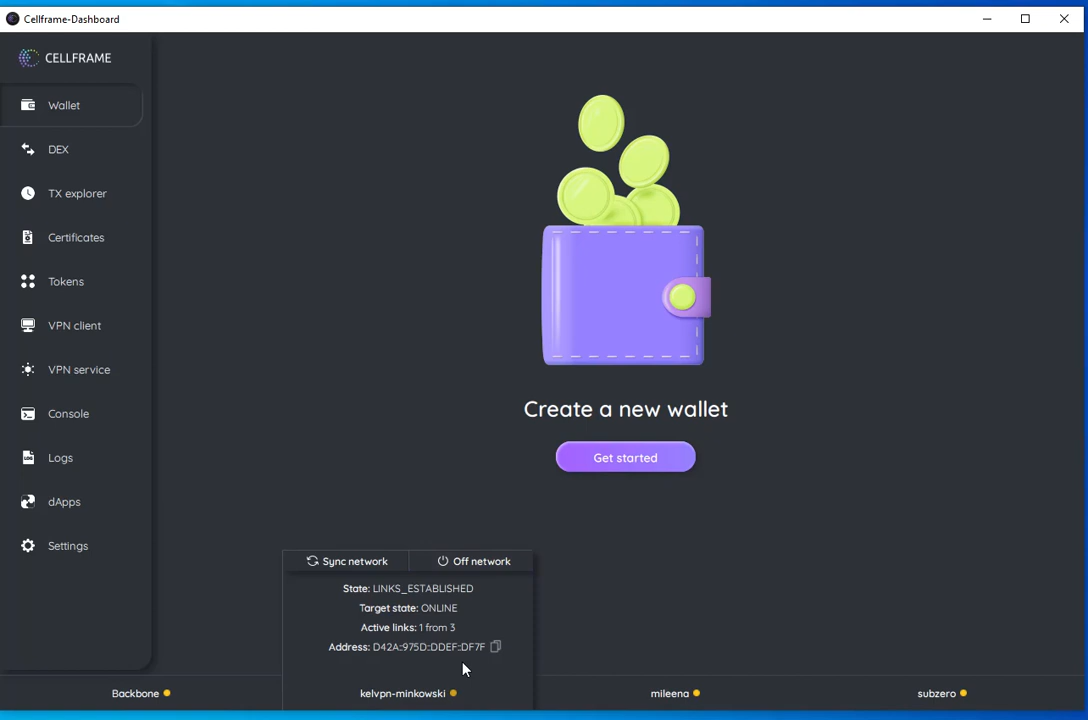 Cellframe-Dashboard
CELLFRAME
Wallet
DEX
TX explorer
Certificates
Tokens
VPN client
VPN service
Console
LOG
Logs
dApps
Settings
Create a new wallet
Get started
Sync network
Off network
State: LINKS_ESTABLISHED
Target state: ONLINE
Active links: 1 from 3
Address: D42A::975D::DDEF::DF7F
Backbone
kelvpn-minkowski
mileena
subzero